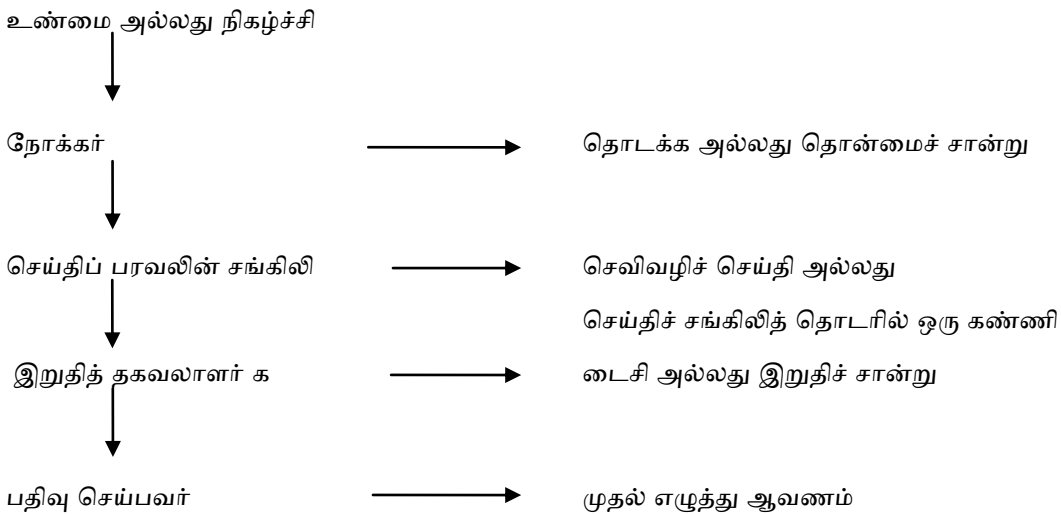 உண்மை அல்லது நிகழ்ச்சி
நோக்கர் தொடக்க அல்லது தொன்மைச் சான்று
செய்திப் பரவலின் சங்கிலி செவிவழிச் செய்தி அல்லது
செய்திச் சங்கிலித் தொடரில் ஒரு கண்ணி
இறுதித் தகவலாளர் க டைசி அல்லது இறுதிச் சான்று
பதிவு செய்பவர் முதல் எழுத்து ஆவணம்